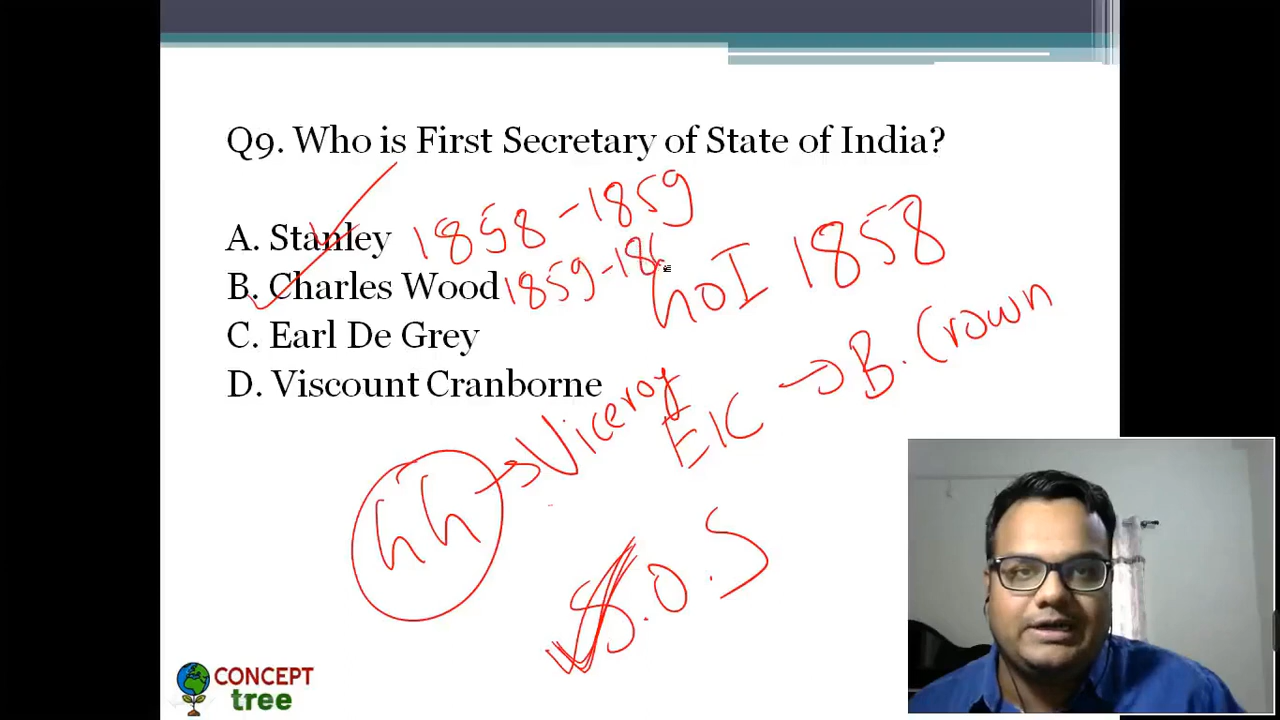 Q9. Who is First Secretary of State of India?
A. Stanley 1858-1859
B. Charles Wood 1859-186
GOI 1858
C. Earl De Grey
D. Viscount Cranborne
EIC → B. Crown
→ Viceroy
S.O.S
CONCEPT
tree